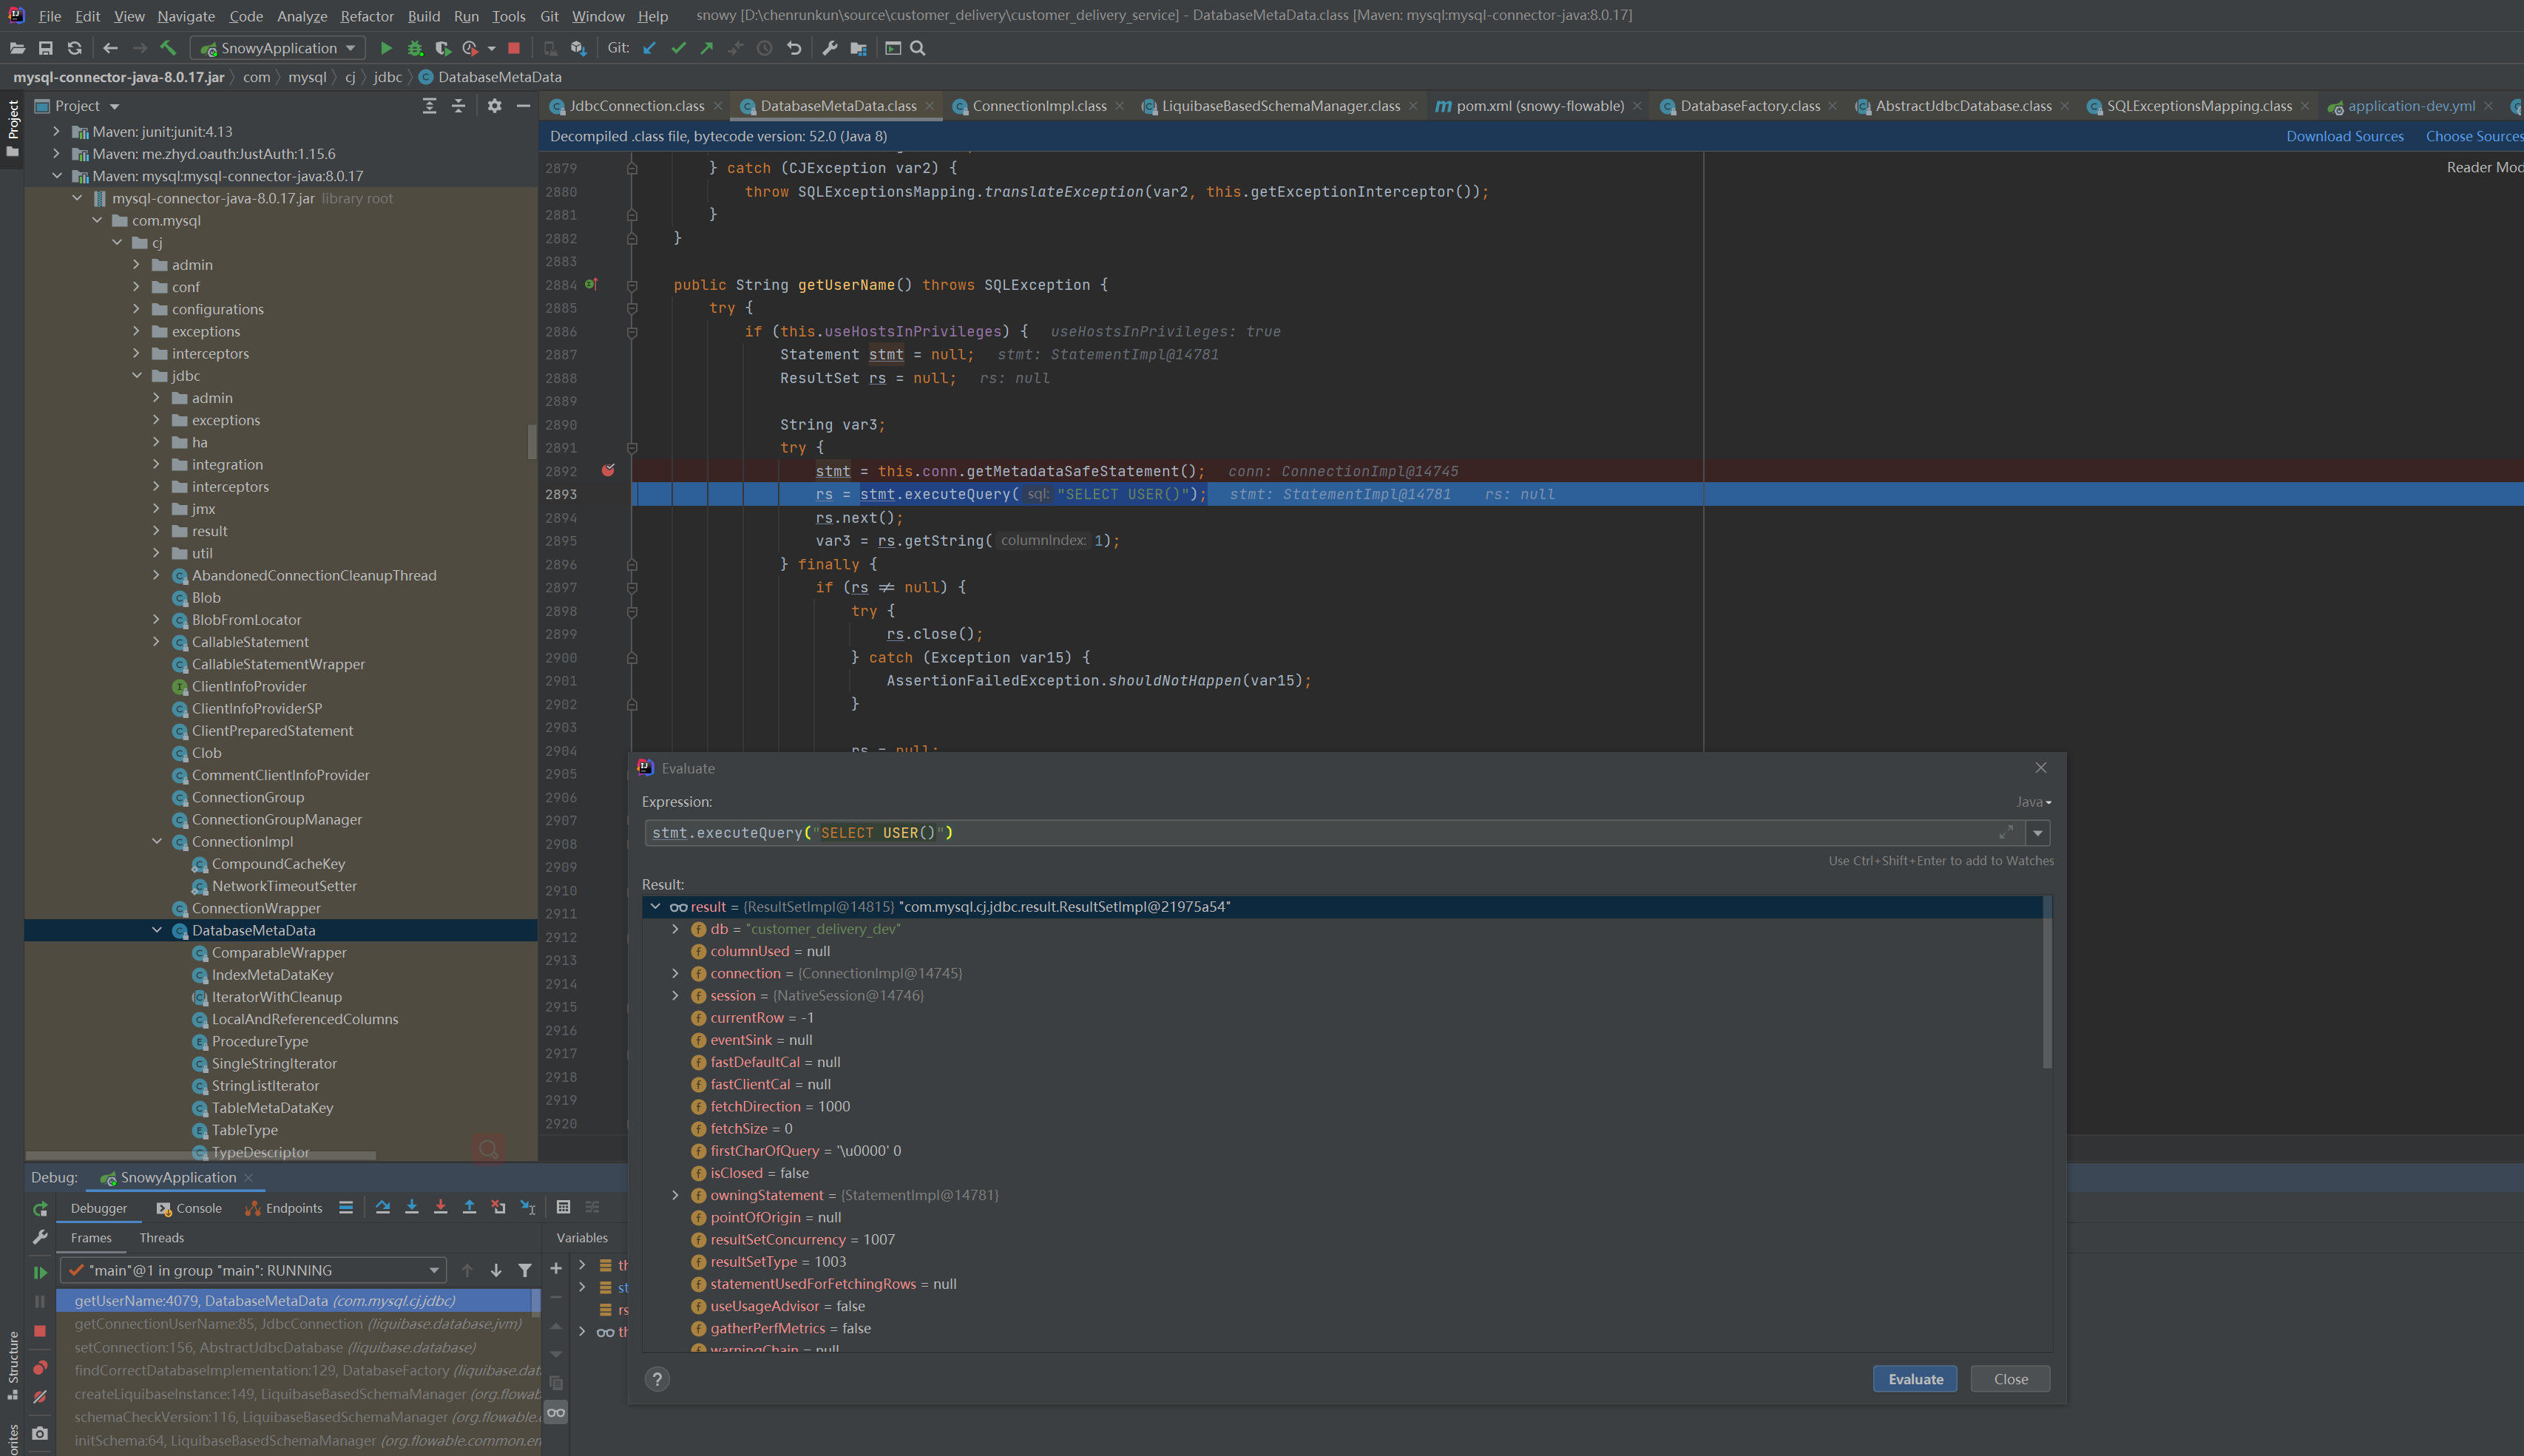 File Edit View Navigate Code Analyze Refactor Build Run Tools Git Window Help snowy [D:\chenrunkun\source\customer_delivery\customer_delivery_service] - DatabaseMetaData.class [Maven: mysql:mysql-connector-java:8.0.17]
SnowyApplication Git:
mysql-connector-java-8.0.17.jar com mysql cj jdbc DatabaseMetaData
Project
Project
Maven: junit:junit:4.13
Maven: me.zhyd.oauth:JustAuth:1.15.6
Maven: mysql:mysql-connector-java:8.0.17
mysql-connector-java-8.0.17.jar library root
com.mysql
cj
admin
conf
configurations
exceptions
interceptors
jdbc
admin
exceptions
ha
integration
interceptors
jmx
result
util
AbandonedConnectionCleanupThread
Blob
BlobFromLocator
CallableStatement
CallableStatementWrapper
ClientInfoProvider
ClientInfoProviderSP
ClientPreparedStatement
Clob
CommentClientInfoProvider
ConnectionGroup
ConnectionGroupManager
ConnectionImpl
CompoundCacheKey
NetworkTimeoutSetter
ConnectionWrapper
DatabaseMetaData
ComparableWrapper
IndexMetaDataKey
IteratorWithCleanup
LocalAndReferencedColumns
ProcedureType
SingleStringIterator
StringListIterator
TableMetaDataKey
TableType
TypeDescriptor
JdbcConnection.class DatabaseMetaData.class ConnectionImpl.class LiquibaseBasedSchemaManager.class pom.xml (snowy-flowable) DatabaseFactory.class AbstractJdbcDatabase.class SQLExceptionsMapping.class application-dev.yml
Decompiled .class file, bytecode version: 52.0 (Java 8) Download Sources Choose Sources
Reader Mod
2879 } catch (CJException var2) {
2880 throw SQLExceptionsMapping.translateException(var2, this.getExceptionInterceptor());
2881 }
2882 }
2883
2884 public String getUserName() throws SQLException {
2885 try {
2886 if (this.useHostsInPrivileges) { useHostsInPrivileges: true
2887 Statement stmt = null; stmt: StatementImpl@14781
2888 ResultSet rs = null; rs: null
2889
2890 String var3;
2891 try {
2892 stmt = this.conn.getMetadataSafeStatement(); conn: ConnectionImpl@14745
2893 rs = stmt.executeQuery( sql: "SELECT USER()"); stmt: StatementImpl@14781 rs: null
2894 rs.next();
2895 var3 = rs.getString( columnIndex: 1);
2896 } finally {
2897 if (rs ≠ null) {
2898 try {
2899 rs.close();
2900 } catch (Exception var15) {
2901 AssertionFailedException.shouldNotHappen(var15);
2902 }
2903
2904 rs = null;
2905
2906
2907
2908
2909
2910
2911
2912
2913
2914
2915
2916
2917
2918
2919
2920
Evaluate
Expression: Java
stmt.executeQuery("SELECT USER()")
Use Ctrl+Shift+Enter to add to Watches
Result:
result = {ResultSetImpl@14815} "com.mysql.cj.jdbc.result.ResultSetImpl@21975a54"
db = "customer_delivery_dev"
columnUsed = null
connection = {ConnectionImpl@14745}
session = {NativeSession@14746}
currentRow = -1
eventSink = null
fastDefaultCal = null
fastClientCal = null
fetchDirection = 1000
fetchSize = 0
firstCharOfQuery = '\u0000' 0
isClosed = false
owningStatement = {StatementImpl@14781}
pointOfOrigin = null
resultSetConcurrency = 1007
resultSetType = 1003
statementUsedForFetchingRows = null
useUsageAdvisor = false
gatherPerfMetrics = false
warningChain = null
? Evaluate Close
Debug: SnowyApplication
Debugger Console Endpoints
Frames Threads Variables
"main"@1 in group "main": RUNNING
getUserName:4079, DatabaseMetaData (com.mysql.cj.jdbc)
getConnectionUserName:85, JdbcConnection (liquibase.database.jvm)
setConnection:156, AbstractJdbcDatabase (liquibase.database)
findCorrectDatabaseImplementation:129, DatabaseFactory (liquibase.dat
createLiquibaseInstance:149, LiquibaseBasedSchemaManager (org.flowab
schemaCheckVersion:116, LiquibaseBasedSchemaManager (org.flowable.c
initSchema:64, LiquibaseBasedSchemaManager (org.flowable.common.en
th
st
rs
th
Structure
orites